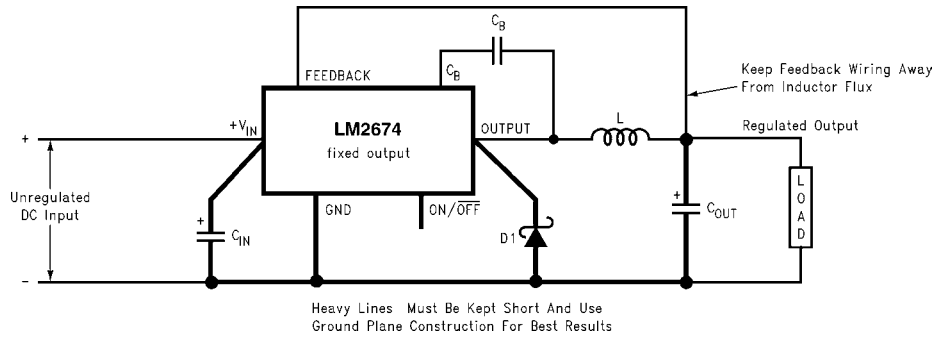 C_B
FEEDBACK
C_B
Keep Feedback Wiring Away
From Inductor Flux
+
+V_IN
LM2674
fixed output
OUTPUT
L
Regulated Output
Unregulated
DC Input
GND
ON/O̅F̅F̅
+
C_IN
D1
+
C_OUT
LOAD
-
Heavy Lines Must Be Kept Short And Use
Ground Plane Construction For Best Results